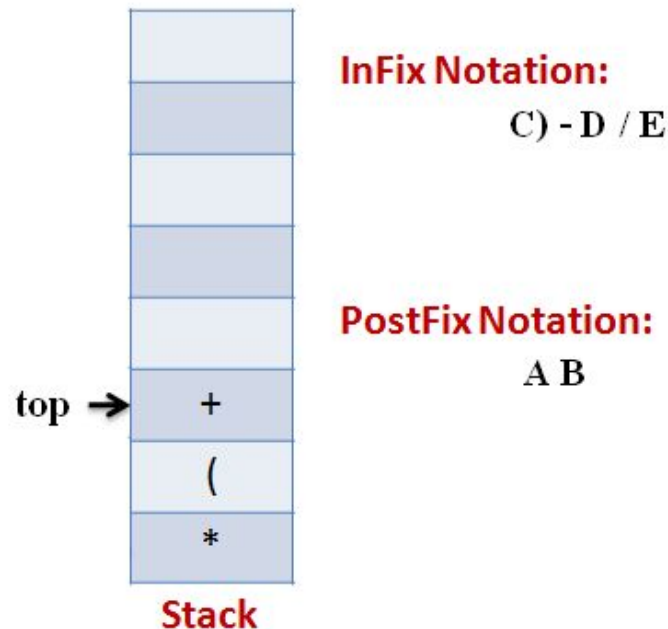 InFix Notation:
C) - D / E
PostFix Notation:
A B
top +
(
*
Stack